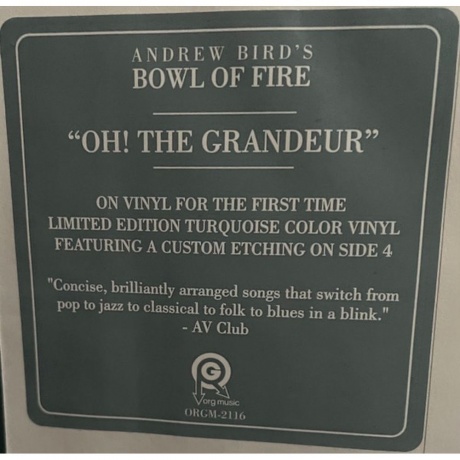 ANDREW BIRD'S
BOWL OF FIRE
"OH! THE GRANDEUR"
ON VINYL FOR THE FIRST TIME
LIMITED EDITION TURQUOISE COLOR VINYL
FEATURING A CUSTOM ETCHING ON SIDE 4
"Concise, brilliantly arranged songs that switch from
pop to jazz to classical to folk to blues in a blink."
- AV Club
org music
ORGM-2116